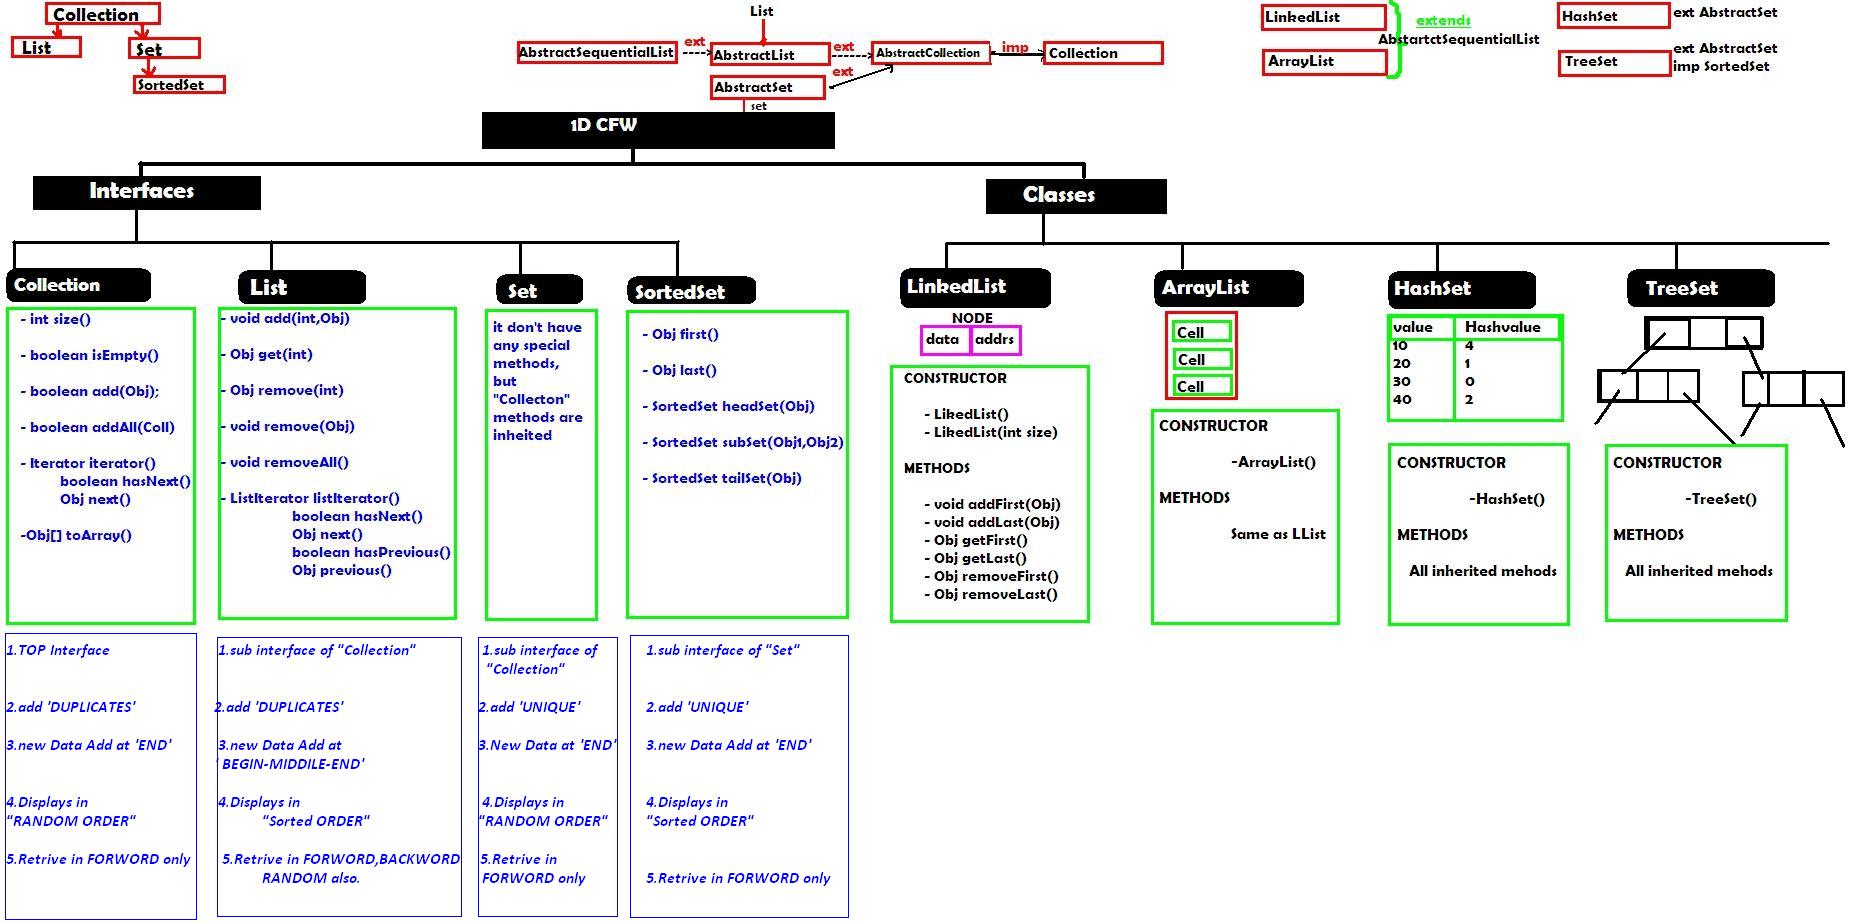 Collection
List
Set
SortedSet
List
AbstractSequentialList
ext
AbstractList
ext
AbstractCollection
imp
Collection
ext
AbstractSet
set
LinkedList
ArrayList
extends
AbstartctSequentialList
HashSet
ext AbstractSet
TreeSet
ext AbstractSet
imp SortedSet
1D CFW
Interfaces
Classes
Collection
- int size()
- boolean isEmpty()
- boolean add(Obj);
- boolean addAll(Coll)
- Iterator iterator()
boolean hasNext()
Obj next()
-Obj[] toArray()
List
- void add(int,Obj)
- Obj get(int)
- Obj remove(int)
- void remove(Obj)
- void removeAll()
- ListIterator listIterator()
boolean hasNext()
Obj next()
boolean hasPrevious()
Obj previous()
Set
it don't have
any special
methods,
but
"Collecton"
methods are
inheited
SortedSet
- Obj first()
- Obj last()
- SortedSet headSet(Obj)
- SortedSet subSet(Obj1,Obj2)
- SortedSet tailSet(Obj)
LinkedList
NODE
data addrs
CONSTRUCTOR
- LikedList()
- LikedList(int size)
METHODS
- void addFirst(Obj)
- void addLast(Obj)
- Obj getFirst()
- Obj getLast()
- Obj removeFirst()
- Obj removeLast()
ArrayList
Cell
Cell
Cell
CONSTRUCTOR
-ArrayList()
METHODS
Same as LList
HashSet
value Hashvalue
10 4
20 1
30 0
40 2
CONSTRUCTOR
-HashSet()
METHODS
All inherited mehods
TreeSet
CONSTRUCTOR
-TreeSet()
METHODS
All inherited mehods
1.TOP Interface
2.add 'DUPLICATES'
3.new Data Add at 'END'
4.Displays in
"RANDOM ORDER"
5.Retrive in FORWORD only
1.sub interface of "Collection"
2.add 'DUPLICATES'
3.new Data Add at
' BEGIN-MIDDLE-END'
4.Displays in
"Sorted ORDER"
5.Retrive in FORWORD,BACKWORD
RANDOM also.
1.sub interface of
"Collection"
2.add 'UNIQUE'
3.New Data at 'END'
4.Displays in
"RANDOM ORDER"
5.Retrive in
FORWORD only
1.sub interface of "Set"
2.add 'UNIQUE'
3.new Data Add at 'END'
4.Displays in
"Sorted ORDER"
5.Retrive in FORWORD only